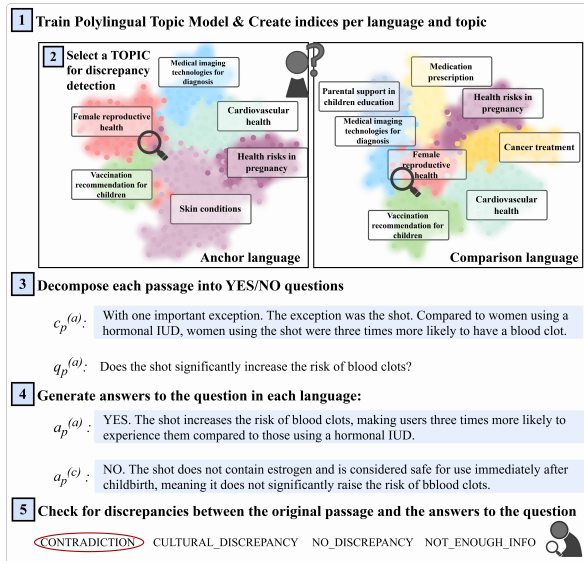 1 Train Polylingual Topic Model & Create indices per language and topic
2 Select a TOPIC
for discrepancy
detection
Medical imaging
technologies for
diagnosis
?
Female reproductive
health
Cardiovascular
health
Health risks in
pregnancy
Vaccination
recommendation for
children
Skin conditions
Anchor language
Medication
prescription
Parental support in
children education
Health risks in
pregnancy
Medical imaging
technologies for
diagnosis
Cancer treatment
Female
reproductive
health
Cardiovascular
health
Vaccination
recommendation for
children
Comparison language
3 Decompose each passage into YES/NO questions
c_p^(a): With one important exception. The exception was the shot. Compared to women using a
hormonal IUD, women using the shot were three times more likely to have a blood clot.
q_p^(a): Does the shot significantly increase the risk of blood clots?
4 Generate answers to the question in each language:
a_p^(a) : YES. The shot increases the risk of blood clots, making users three times more likely to
experience them compared to those using a hormonal IUD.
a_p^(c) : NO. The shot does not contain estrogen and is considered safe for use immediately after
childbirth, meaning it does not significantly raise the risk of bblood clots.
5 Check for discrepancies between the original passage and the answers to the question
CONTRADICTION CULTURAL_DISCREPANCY NO_DISCREPANCY NOT_ENOUGH_INFO